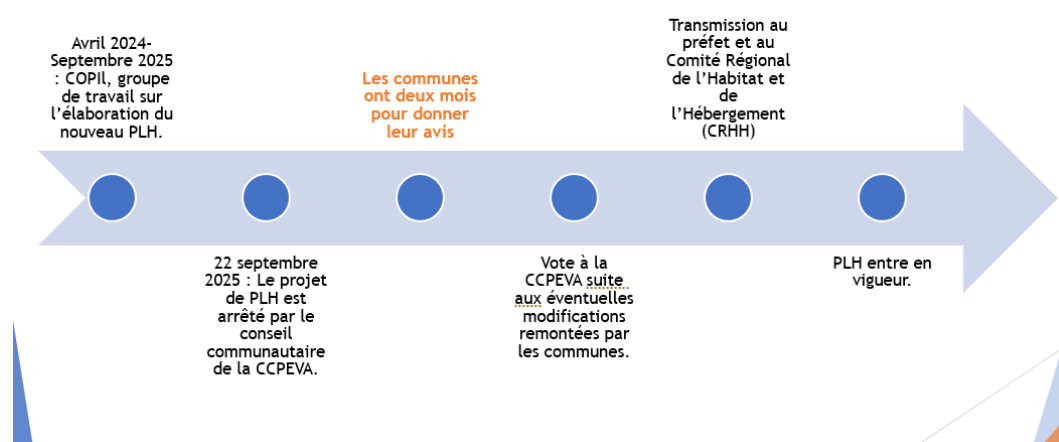 Avril 2024-
Septembre 2025
: COPIl, groupe
de travail sur
l'élaboration du
nouveau PLH.
22 septembre
2025 : Le projet
de PLH est
arrêté par le
conseil
communautaire
de la CCPEVA.
Les communes
ont deux mois
pour donner
leur avis
Vote à la
CCPEVA suite
aux éventuelles
modifications
remontées par
les communes.
Transmission au
préfet et au
Comité Régional
de l'Habitat et
de
l'Hébergement
(CRHH)
PLH entre en
vigueur.